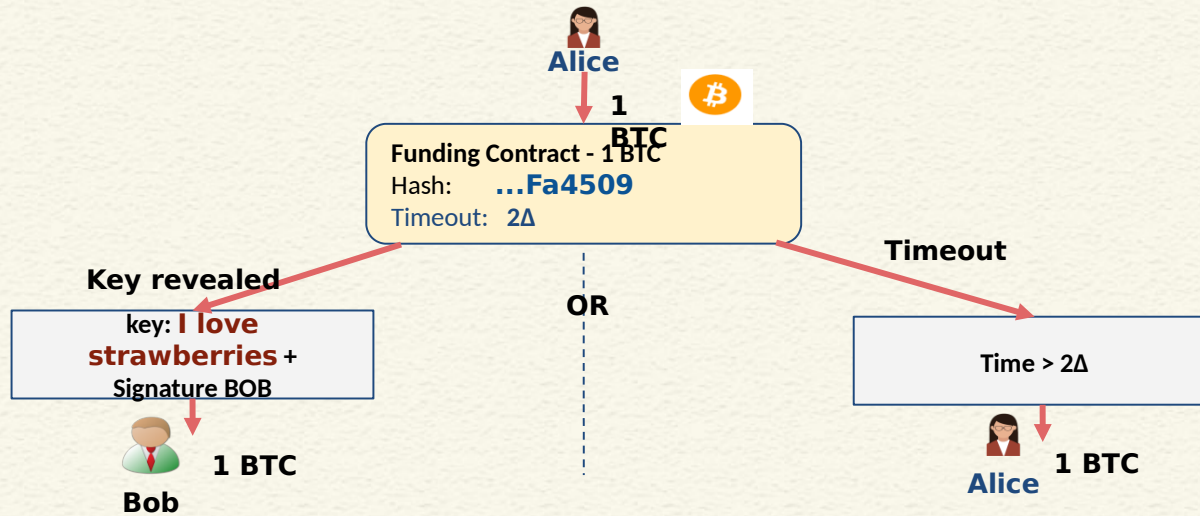 Alice
1
BTC
Funding Contract - 1 BTC
Hash: ...Fa4509
Timeout: 2Δ
Timeout
Key revealed
OR
key: I love
strawberries +
Signature BOB
Time > 2Δ
1 BTC
Bob
1 BTC
Alice